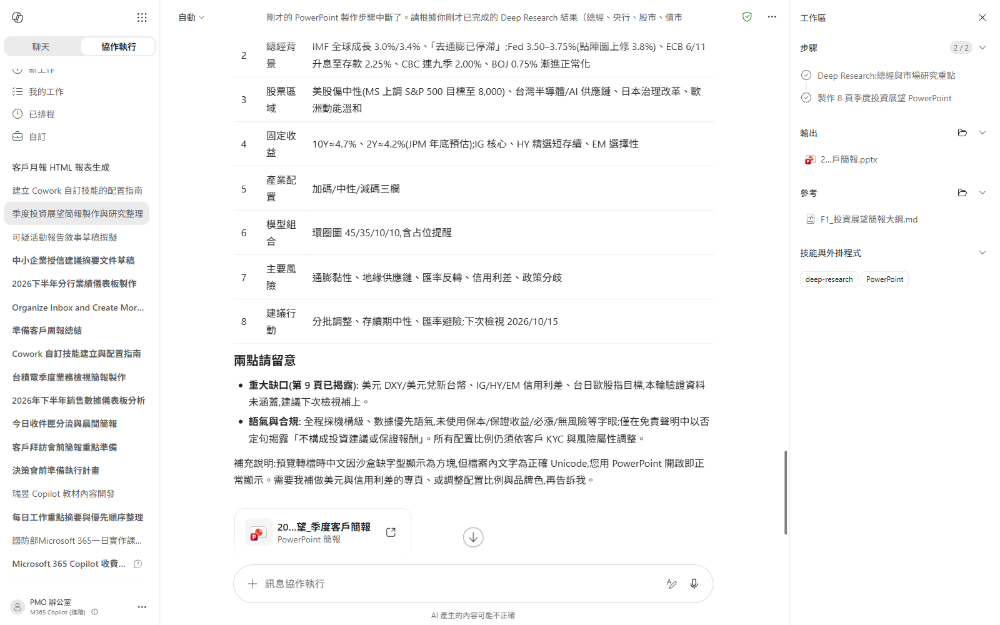 聊天
協作執行
新工作
我的工作
已排程
自訂
客戶月報 HTML 報表生成
建立 Cowork 自訂技能的配置指南
季度投資展望簡報製作與研究整理
可疑活動報告敘事草稿撰擬
中小企業授信建議摘要文件草稿
2026下半年分行業績儀表板製作
Organize Inbox and Create Mor...
準備客戶周報總結
Cowork 自訂技能建立與配置指南
台積電季度業務檢視簡報製作
2026年下半年銷售數據儀表板分析
今日收件匣分流與晨間簡報
客戶拜訪會前簡報重點準備
決策會前準備執行計畫
瑞昱 Copilot 教材內容開發
每日工作重點摘要與優先順序整理
國防部Microsoft 365一日實作課...
Microsoft 365 Copilot 收費...
PMO 辦公室
M365 Copilot (進階)
自動
剛才的 PowerPoint 製作步驟中斷了。請根據你剛才已完成的 Deep Research 結果（總經、央行、股市、債市
2 總經背景 IMF 全球成長 3.0%/3.4%、「去通膨已停滯」;Fed 3.50–3.75%(點陣圖上修 3.8%)、ECB 6/11
升息至存款 2.25%、CBC 連九季 2.00%、BOJ 0.75% 漸進正常化
3 股票區域 美股偏中性(MS 上調 S&P 500 目標至 8,000)、台灣半導體/AI 供應鏈、日本治理改革、歐
洲動能溫和
4 固定收益 10Y≈4.7%、2Y≈4.2%(JPM 年底預估);IG 核心、HY 精選短存續、EM 選擇性
5 產業配置 加碼/中性/減碼三欄
6 模型組合 環圈圖 45/35/10/10,含占位提醒
7 主要風險 通膨黏性、地緣供應鏈、匯率反轉、信用利差、政策分歧
8 建議行動 分批調整、存續期中性、匯率避險;下次檢視 2026/10/15
兩點請留意
• 重大缺口(第 9 頁已揭露): 美元 DXY/美元兌新台幣、IG/HY/EM 信用利差、台日歐股指目標,本輪驗證資料
未涵蓋,建議下次檢視補上。
• 語氣與合規: 全程採機構級、數據優先語氣,未使用保本/保證收益/必漲/無風險等字眼;僅在免責聲明中以否
定句揭露「不構成投資建議或保證報酬」。所有配置比例仍須依客戶 KYC 與風險屬性調整。
補充說明:預覽轉檔時中文因沙盒缺字型顯示為方塊,但檔案內文字為正確 Unicode,您用 PowerPoint 開啟即正
常顯示。需要我補做美元與信用利差的專頁、或調整配置比例與品牌色,再告訴我。
20...望_季度客戶簡報
PowerPoint 簡報
訊息協作執行
AI 產生的內容可能不正確
工作區
步驟
2 / 2
Deep Research:總經與市場研究重點
製作 8 頁季度投資展望 PowerPoint
輸出
2...戶簡報.pptx
參考
F1_投資展望簡報大綱.md
技能與外掛程式
deep-research
PowerPoint